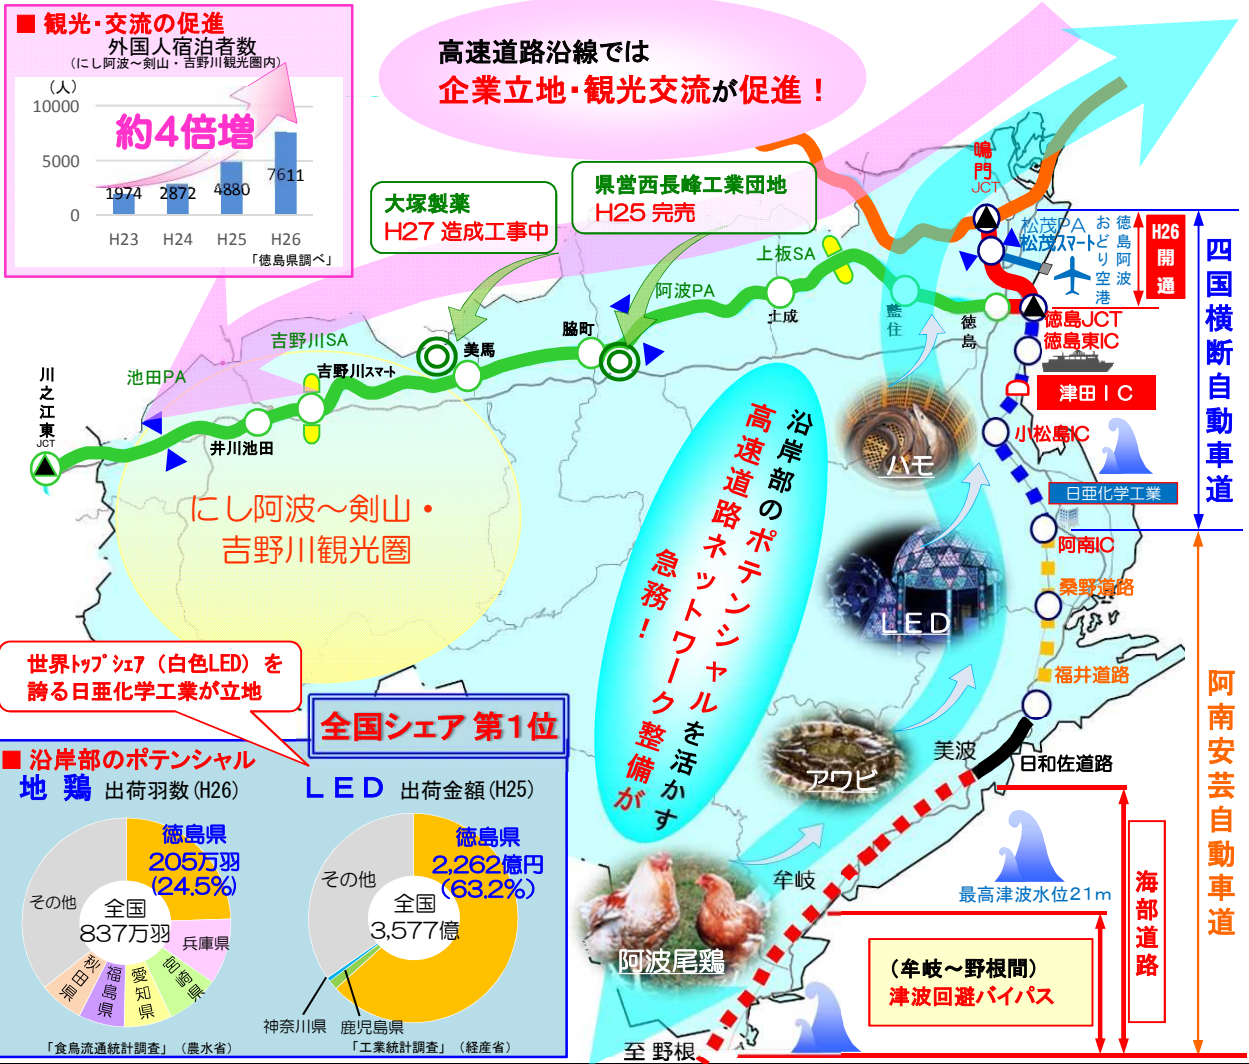 ■ 観光・交流の促進
外国人宿泊者数
(にし阿波～剣山・吉野川観光圏内)
(人)
10000
5000
0
約4倍増
1974
2872
4880
7611
H23
H24
H25
H26
「徳島県調べ」
高速道路沿線では
企業立地・観光交流が促進！
大塚製薬
H27 造成工事中
県営西長峰工業団地
H25 完売
鳴門
JCT
松茂PA
松茂スマート
徳島阿波
おどり空港
H26
開通
四国横断自動車道
上板SA
阿波PA
土成
藍住
徳島
徳島JCT
徳島東IC
津田ＩＣ
小松島IC
日亜化学工業
阿南IC
桑野道路
福井道路
阿南安芸自動車道
脇町
美馬
吉野川SA
吉野川スマート
池田PA
井川池田
川之江東
JCT
にし阿波～剣山・
吉野川観光圏
沿岸部のポテンシャルを活かす
高速道路ネットワーク整備が
急務！
ハモ
ＬＥＤ
アワビ
阿波尾鶏
美波
日和佐道路
牟岐
最高津波水位21m
海部道路
(牟岐～野根間)
津波回避バイパス
至 野根
世界トップシェア（白色LED）を
誇る日亜化学工業が立地
全国シェア 第１位
■ 沿岸部のポテンシャル
地 鶏 出荷羽数(H26)
徳島県
205万羽
(24.5%)
その他
全国
837万羽
兵庫県
宮崎県
愛知県
福島県
秋田県
「食鳥流通統計調査」（農水省）
ＬＥＤ 出荷金額(H25)
徳島県
2,262億円
(63.2%)
その他
全国
3,577億
神奈川県
鹿児島県
「工業統計調査」（経産省）